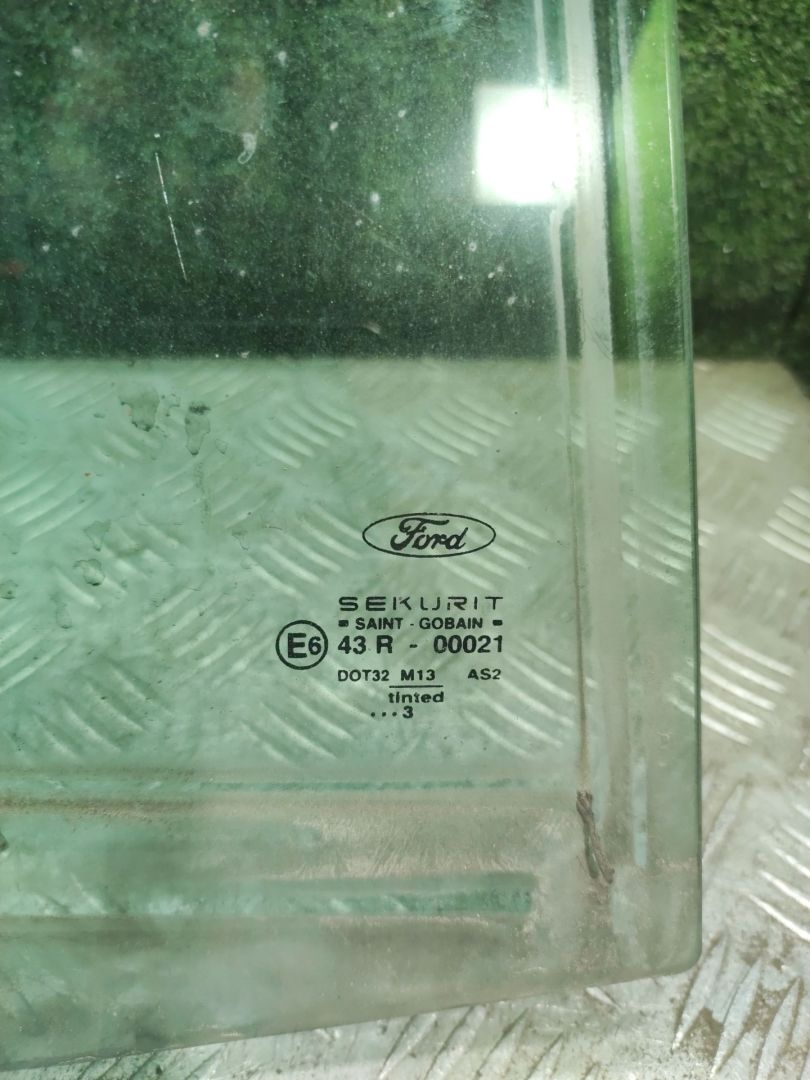 Ford
SEKURIT
SAINT - GOBAIN
E6 43 R - 00021
DOT32 M13 AS2
tinted
...3